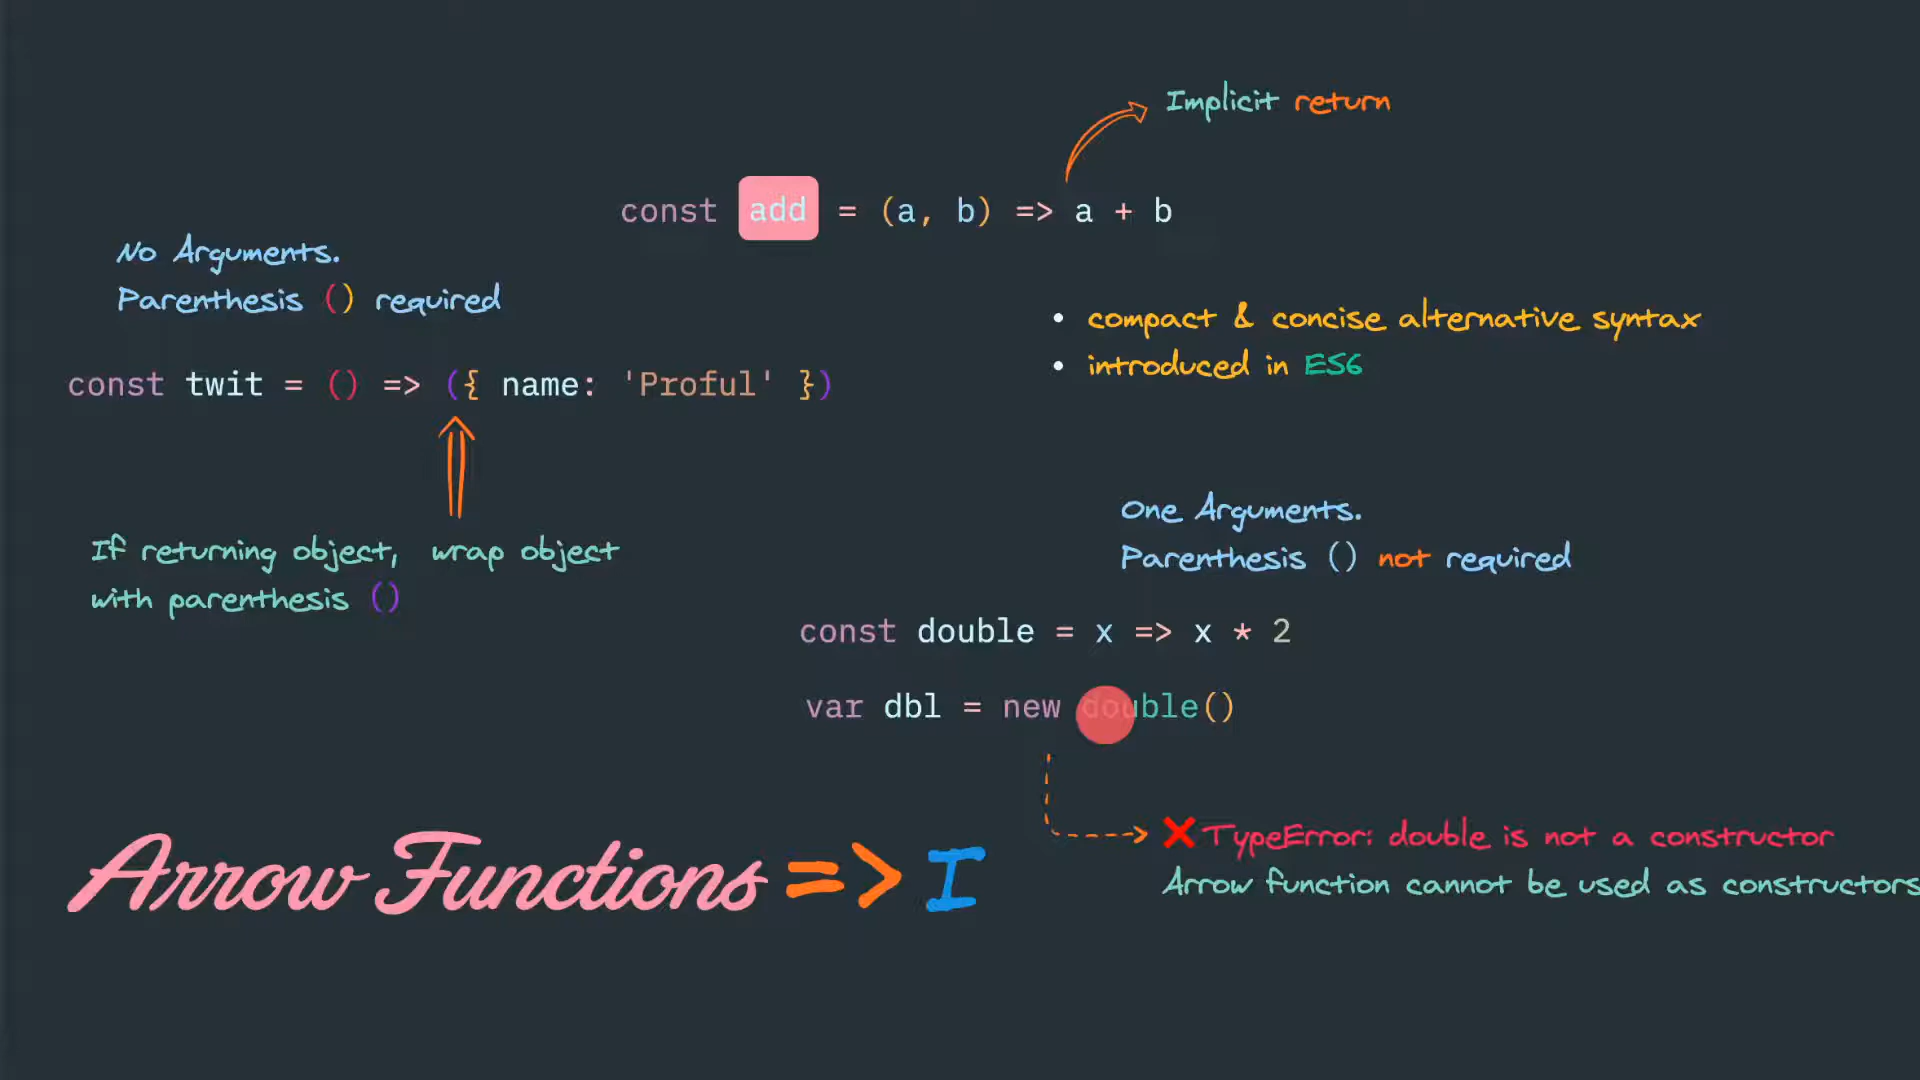 Implicit return
const add = (a, b) => a + b
No Arguments.
Parenthesis () required
• compact & concise alternative syntax
• introduced in ES6
const twit = () => ({ name: 'Proful' })
If returning object, wrap object
with parenthesis ()
One Arguments.
Parenthesis () not required
const double = x => x * 2
var dbl = new double()
❌ TypeError: double is not a constructor
Arrow function cannot be used as constructors
Arrow Functions => I